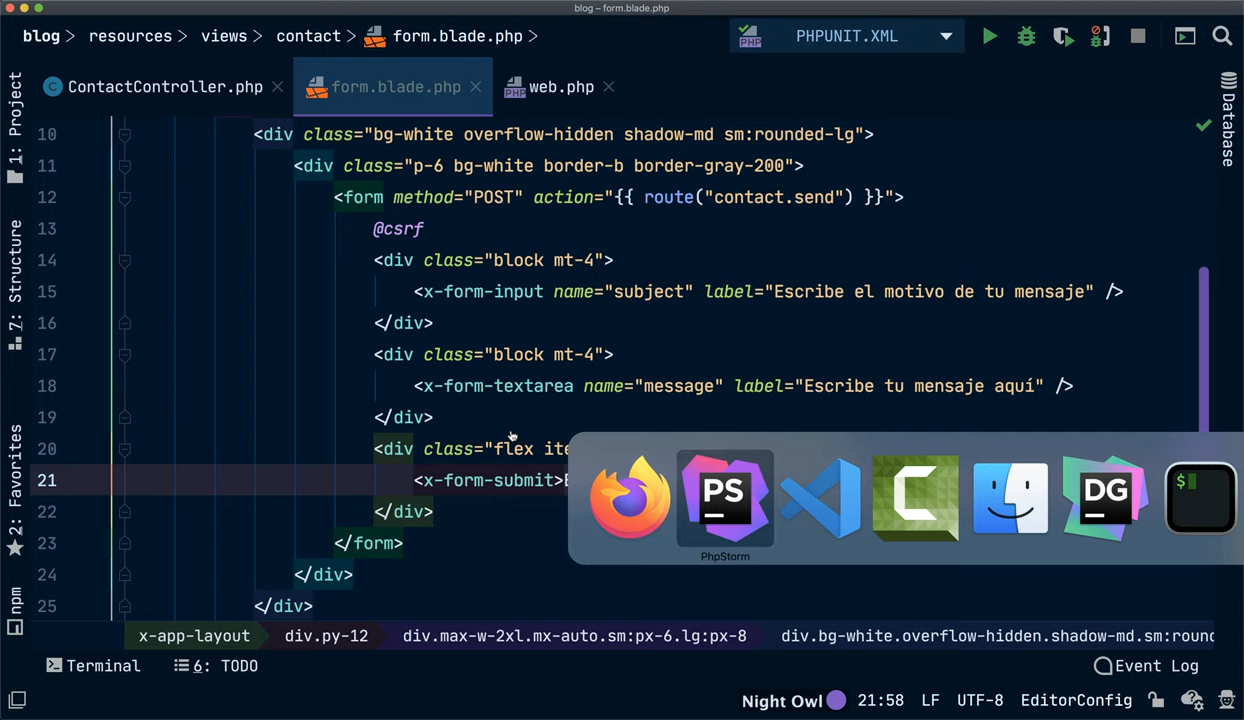 blog – form.blade.php
blog > resources > views > contact > form.blade.php >
PHPUNIT.XML
ContactController.php
form.blade.php
web.php
1: Project
7: Structure
2: Favorites
npm
Database
10 <div class="bg-white overflow-hidden shadow-md sm:rounded-lg">
11 <div class="p-6 bg-white border-b border-gray-200">
12 <form method="POST" action="{{ route("contact.send") }}">
13 @csrf
14 <div class="block mt-4">
15 <x-form-input name="subject" label="Escribe el motivo de tu mensaje" />
16 </div>
17 <div class="block mt-4">
18 <x-form-textarea name="message" label="Escribe tu mensaje aquí" />
19 </div>
20 <div class="flex ite
21 <x-form-submit>
22 </div>
23 </form>
24 </div>
25 </div>
PS
DG
$
PhpStorm
x-app-layout
div.py-12
div.max-w-2xl.mx-auto.sm:px-6.lg:px-8
div.bg-white.overflow-hidden.shadow-md.sm:round
Terminal
6: TODO
Event Log
Night Owl
21:58
LF
UTF-8
EditorConfig